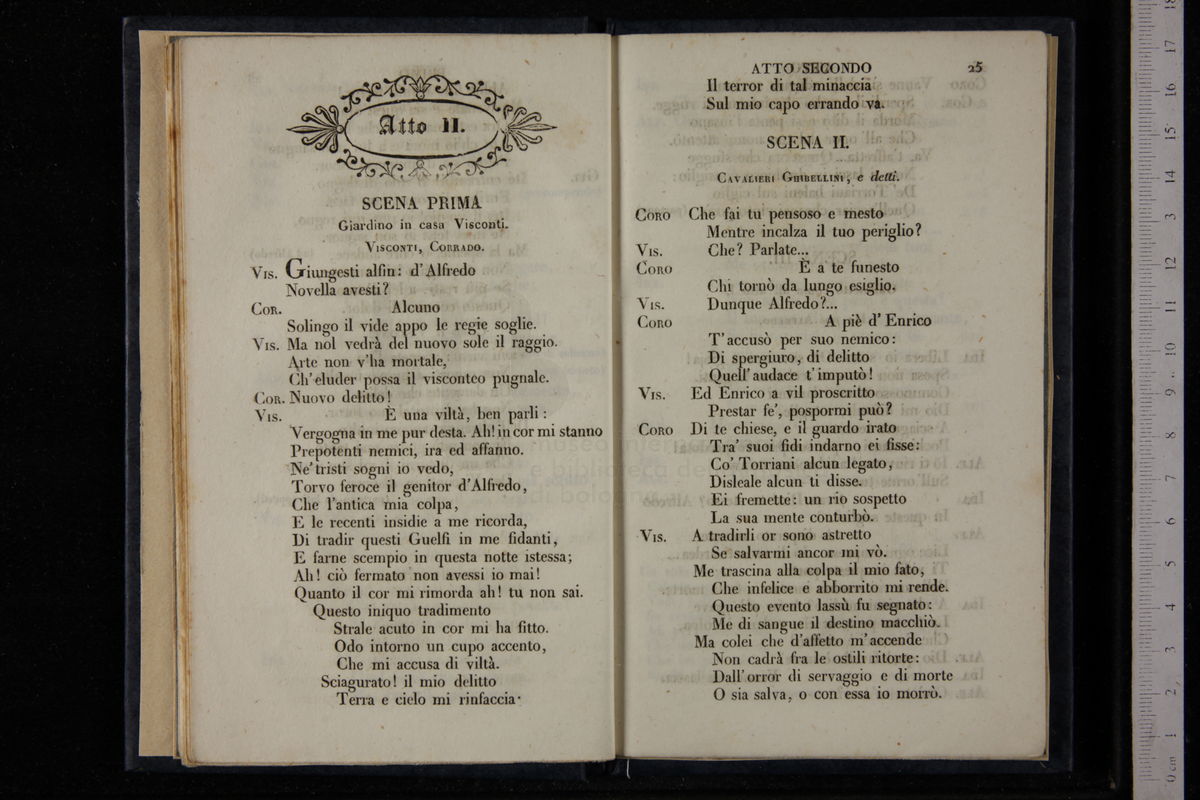 Atto II.
SCENA PRIMA
Giardino in casa Visconti.
VISCONTI, CORRADO.
VIS. Giungesti alfin: d'Alfredo
Novella avesti?
COR. Alcuno
Solingo il vide appo le regie soglie.
VIS. Ma nol vedrà del nuovo sole il raggio.
Arte non v'ha mortale,
Ch'eluder possa il visconteo pugnale.
COR. Nuovo delitto!
VIS. È una viltà, ben parli:
Vergogna in me pur desta. Ah! in cor mi stanno
Prepotenti nemici, ira ed affanno.
Ne' tristi sogni io vedo,
Torvo feroce il genitor d'Alfredo,
Che l'antica mia colpa,
E le recenti insidie a me ricorda,
Di tradir questi Guelfi in me fidanti,
E farne scempio in questa notte istessa;
Ah! ciò fermato non avessi io mai!
Quanto il cor mi rimorda ah! tu non sai.
Questo iniquo tradimento
Strale acuto in cor mi ha fitto.
Odo intorno un cupo accento,
Che mi accusa di viltà.
Sciagurato! il mio delitto
Terra e cielo mi rinfaccia
ATTO SECONDO 25
Il terror di tal minaccia
Sul mio capo errando va.
SCENA II.
CAVALIERI GHIBELLINI, e detti.
CORO Che fai tu pensoso e mesto
Mentre incalza il tuo periglio?
VIS. Che? Parlate...
CORO È a te funesto
Chi tornò da lungo esiglio.
VIS. Dunque Alfredo?...
CORO A piè d'Enrico
T'accusò per suo nemico:
Di spergiuro, di delitto
Quell'audace t'imputò!
VIS. Ed Enrico a vil proscritto
Prestar fe', pospormi può?
CORO Di te chiese, e il guardo irato
Tra' suoi fidi indarno ei fisse:
Co' Torriani alcun legato,
Disleale alcun ti disse.
Ei fremette: un rio sospetto
La sua mente conturbò.
VIS. A tradirli or sono astretto
Se salvarmi ancor mi vò.
Me trascina alla colpa il mio fato,
Che infelice e abborrito mi rende.
Questo evento lassù fu segnato:
Me di sangue il destino macchiò.
Ma colei che d'affetto m'accende
Non cadrà fra le ostili ritorte:
Dall'orror di servaggio e di morte
O sia salva, o con essa io morrò.